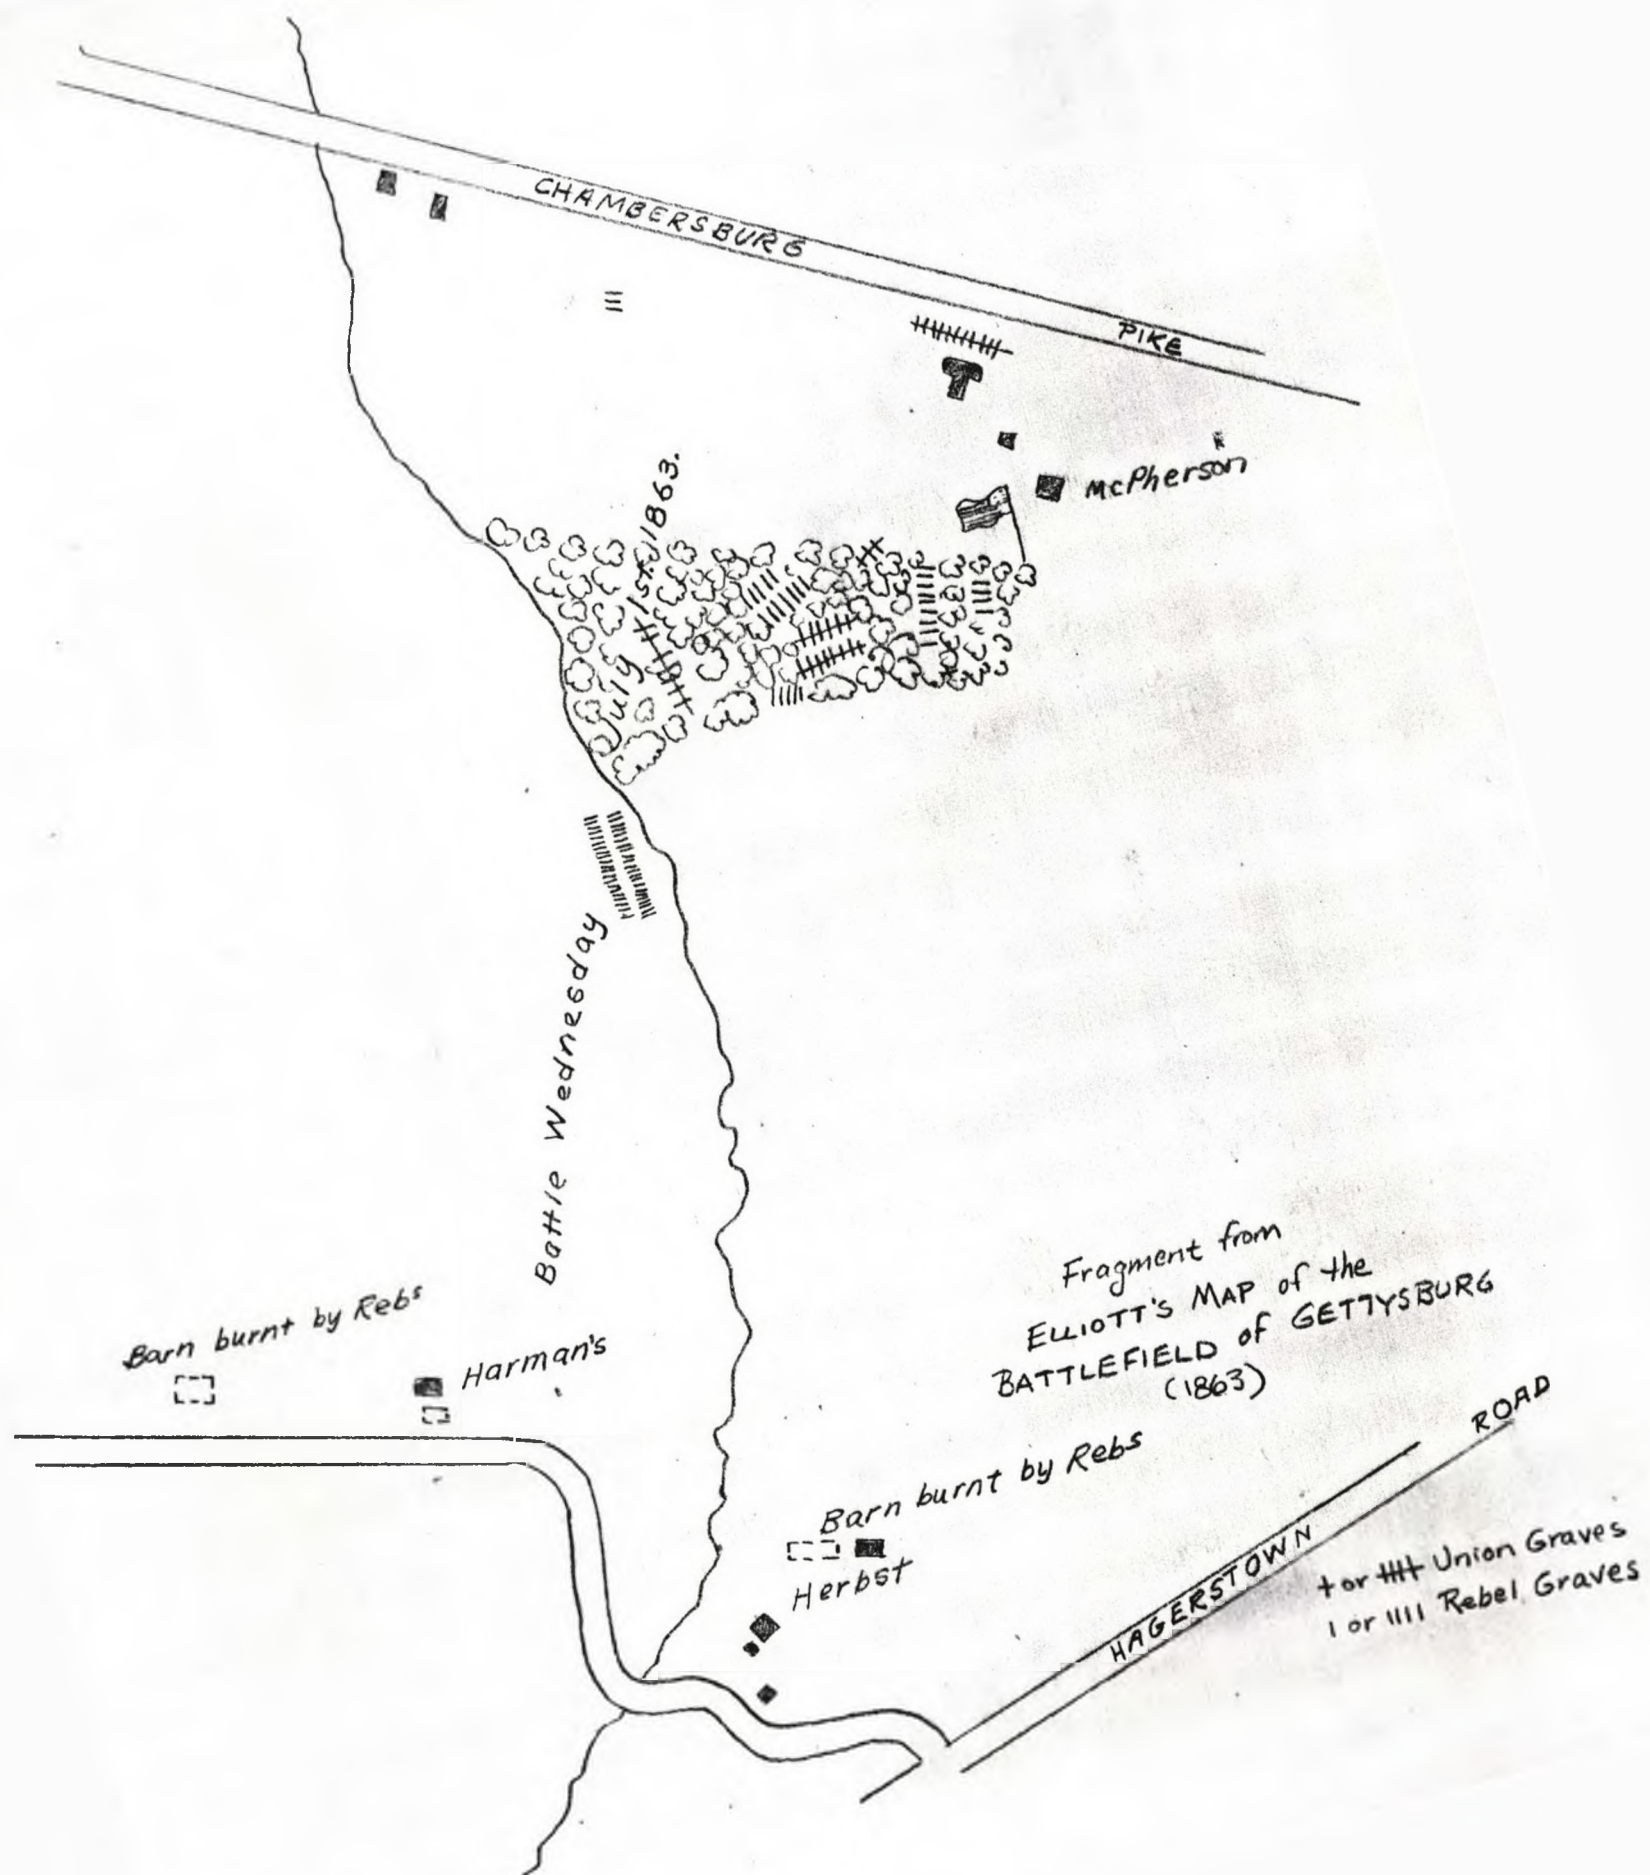 CHAMBERSBURG PIKE
McPherson
Battle Wednesday July 1st. 1863.
Barn burnt by Rebs
Harman's
Fragment from
ELLIOTT'S MAP of the
BATTLEFIELD of GETTYSBURG
(1863)
Barn burnt by Rebs
Herbst
HAGERSTOWN ROAD
+ or ++++ Union Graves
I or IIII Rebel Graves